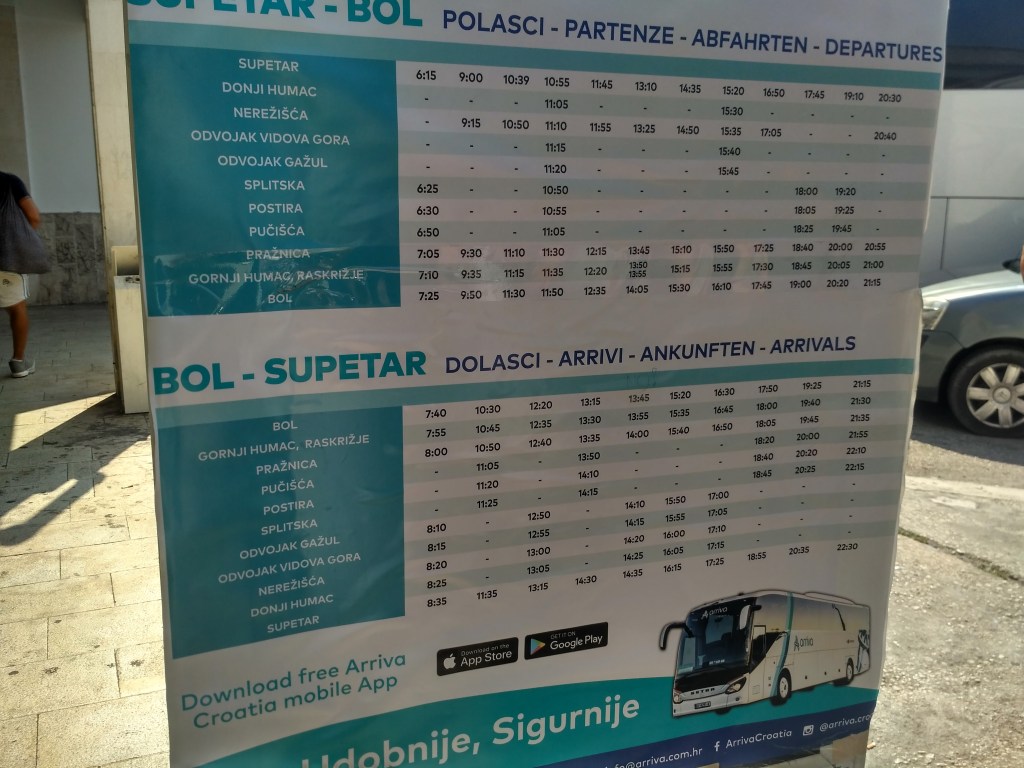 SUPETAR - BOL POLASCI - PARTENZE - ABFAHRTEN - DEPARTURES
SUPETAR 6:15 9:00 10:39 10:55 11:45 13:10 14:35 15:20 16:50 17:45 19:10 20:30
DONJI HUMAC - - - 11:05 - - - 15:30 - - - -
NEREŽIŠĆA - 9:15 10:50 11:10 11:55 13:25 14:50 15:35 17:05 - - 20:40
ODVOJAK VIDOVA GORA - - - 11:15 - - - 15:40 - - - -
ODVOJAK GAŽUL - - - 11:20 - - - 15:45 - - - -
SPLITSKA 6:25 - - 10:50 - - - - - 18:00 19:20 -
POSTIRA 6:30 - - 10:55 - - - - - 18:05 19:25 -
PUČIŠĆA 6:50 - - 11:05 - - - - - 18:25 19:45 -
PRAŽNICA 7:05 9:30 11:10 11:30 12:15 13:45 15:10 15:50 17:25 18:40 20:00 20:55
GORNJI HUMAC, RASKRIŽJE 7:10 9:35 11:15 11:35 12:20 13:50 13:55 15:15 15:55 17:30 18:45 20:05 21:00
BOL 7:25 9:50 11:30 11:50 12:35 14:05 15:30 16:10 17:45 19:00 20:20 21:15
BOL - SUPETAR DOLASCI - ARRIVI - ANKUNFTEN - ARRIVALS
BOL 7:40 10:30 12:20 13:15 13:45 15:20 16:30 17:50 19:25 21:15
GORNJI HUMAC, RASKRIŽJE 7:55 10:45 12:35 13:30 13:55 15:35 16:45 18:00 19:40 21:30
PRAŽNICA 8:00 10:50 12:40 13:35 14:00 15:40 16:50 18:05 19:45 21:35
PUČIŠĆA - 11:05 - 13:50 - - - 18:20 20:00 21:55
POSTIRA - 11:20 - 14:10 - - - 18:40 20:20 22:10
SPLITSKA - 11:25 - 14:15 - - - 18:45 20:25 22:15
ODVOJAK GAŽUL 8:10 - 12:50 - 14:10 15:50 17:00 - - -
ODVOJAK VIDOVA GORA 8:15 - 12:55 - 14:15 15:55 17:05 - - -
NEREŽIŠĆA 8:20 - 13:00 - 14:20 16:00 17:10 - - -
DONJI HUMAC 8:25 - 13:05 - 14:25 16:05 17:15 - - -
SUPETAR 8:35 11:35 13:15 14:30 14:35 16:15 17:25 18:55 20:35 22:30
Download free Arriva
Croatia mobile App
Download on the
App Store
GET IT ON
Google Play
arriva
arriva
SETRA
Udobnije, Sigurnije
info@arriva.com.hr ArrivaCroatia @arriva.cro